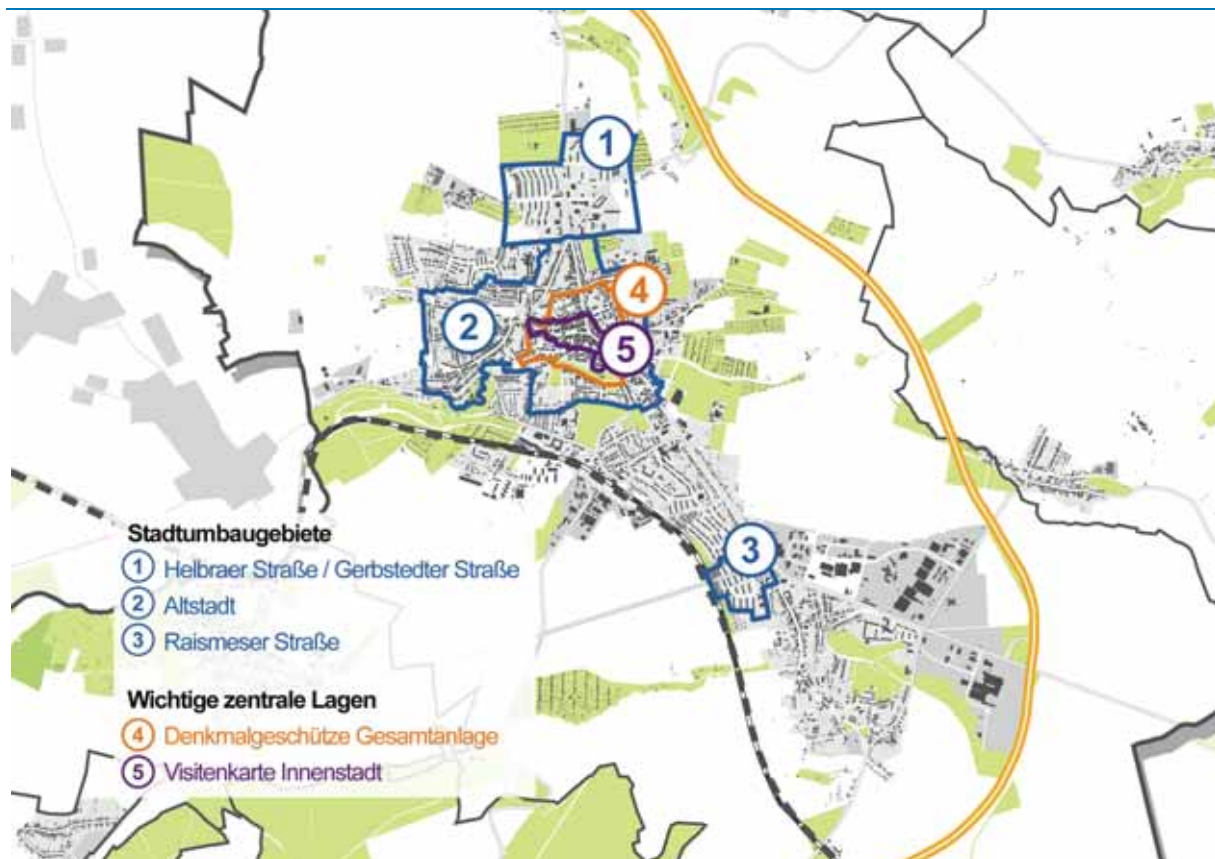 1
4
2
5
3
Stadtumbaugebiete
1 Helbraer Straße / Gerbstedter Straße
2 Altstadt
3 Raismeser Straße
Wichtige zentrale Lagen
4 Denkmalgeschütze Gesamtanlage
5 Visitenkarte Innenstadt